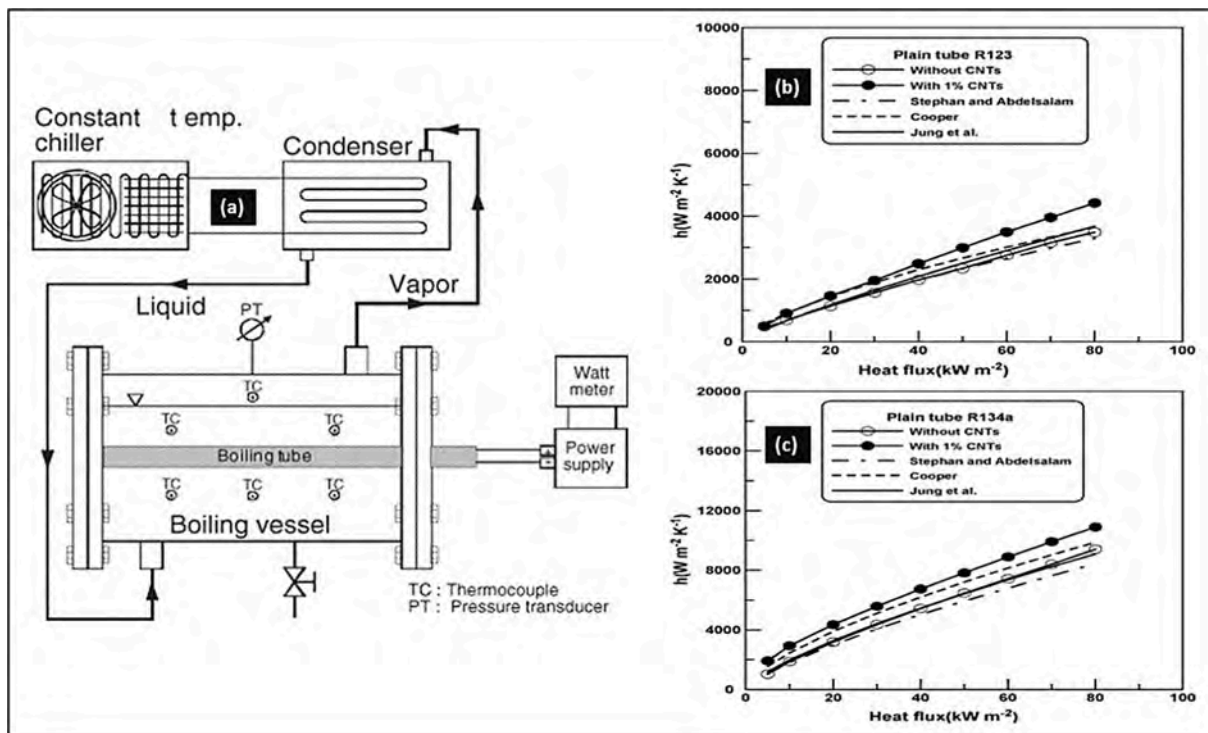 Constant t emp.
chiller
(a)
Condenser
Liquid
Vapor
PT
TC
TC
TC
Boiling tube
TC
TC
TC
Boiling vessel
Watt
meter
Power
supply
+
-
TC : Thermocouple
PT : Pressure transducer
10000
8000
6000
4000
2000
0
h(W m⁻² K⁻¹)
(b)
Plain tube R123
Without CNTs
With 1% CNTs
Stephan and Abdelsalam
Cooper
Jung et al.
0 20 40 60 80 100
Heat flux(kW m⁻²)
20000
16000
12000
8000
4000
0
h(W m⁻² K⁻¹)
(c)
Plain tube R134a
Without CNTs
With 1% CNTs
Stephan and Abdelsalam
Cooper
Jung et al.
0 20 40 60 80 100
Heat flux(kW m⁻²)